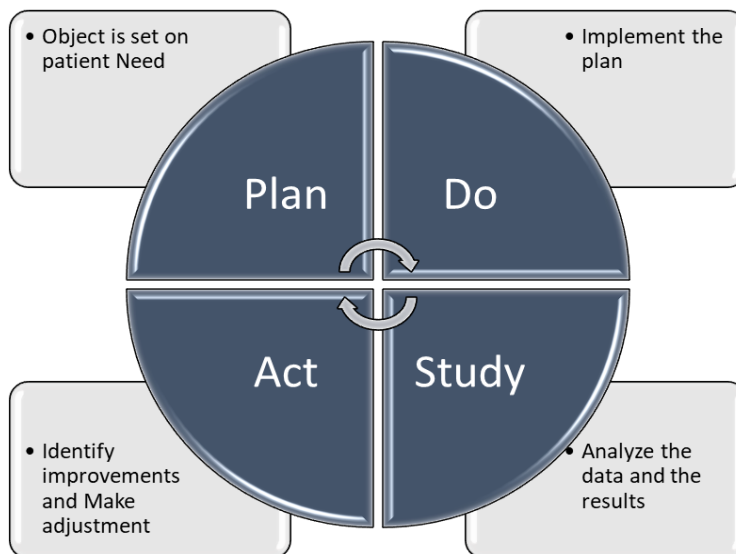 • Object is set on
patient Need
• Implement the
plan
Plan
Do
Act
Study
• Identify
improvements
and Make
adjustment
• Analyze the
data and the
results